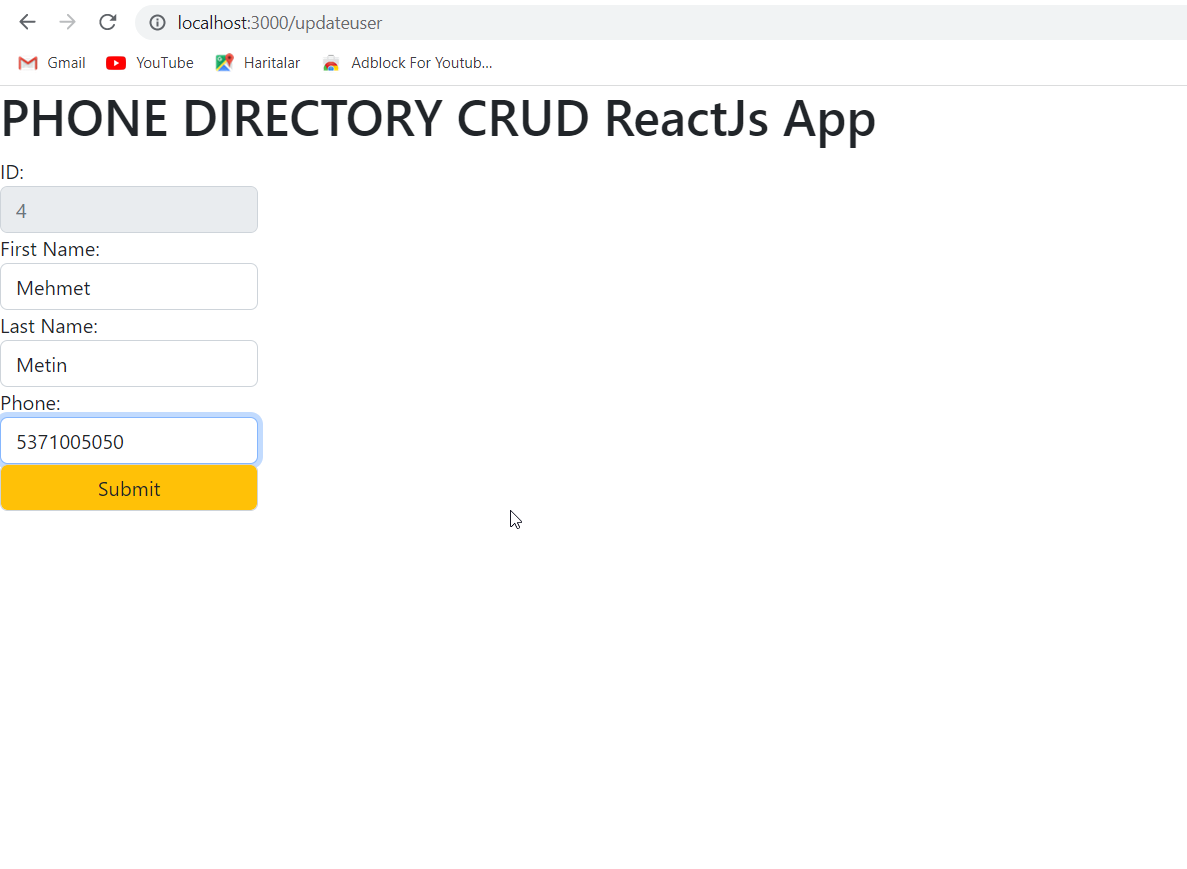 localhost:3000/updateuser
Gmail YouTube Haritalar Adblock For Youtub...
PHONE DIRECTORY CRUD ReactJs App
ID:
4
First Name:
Mehmet
Last Name:
Metin
Phone:
5371005050
Submit